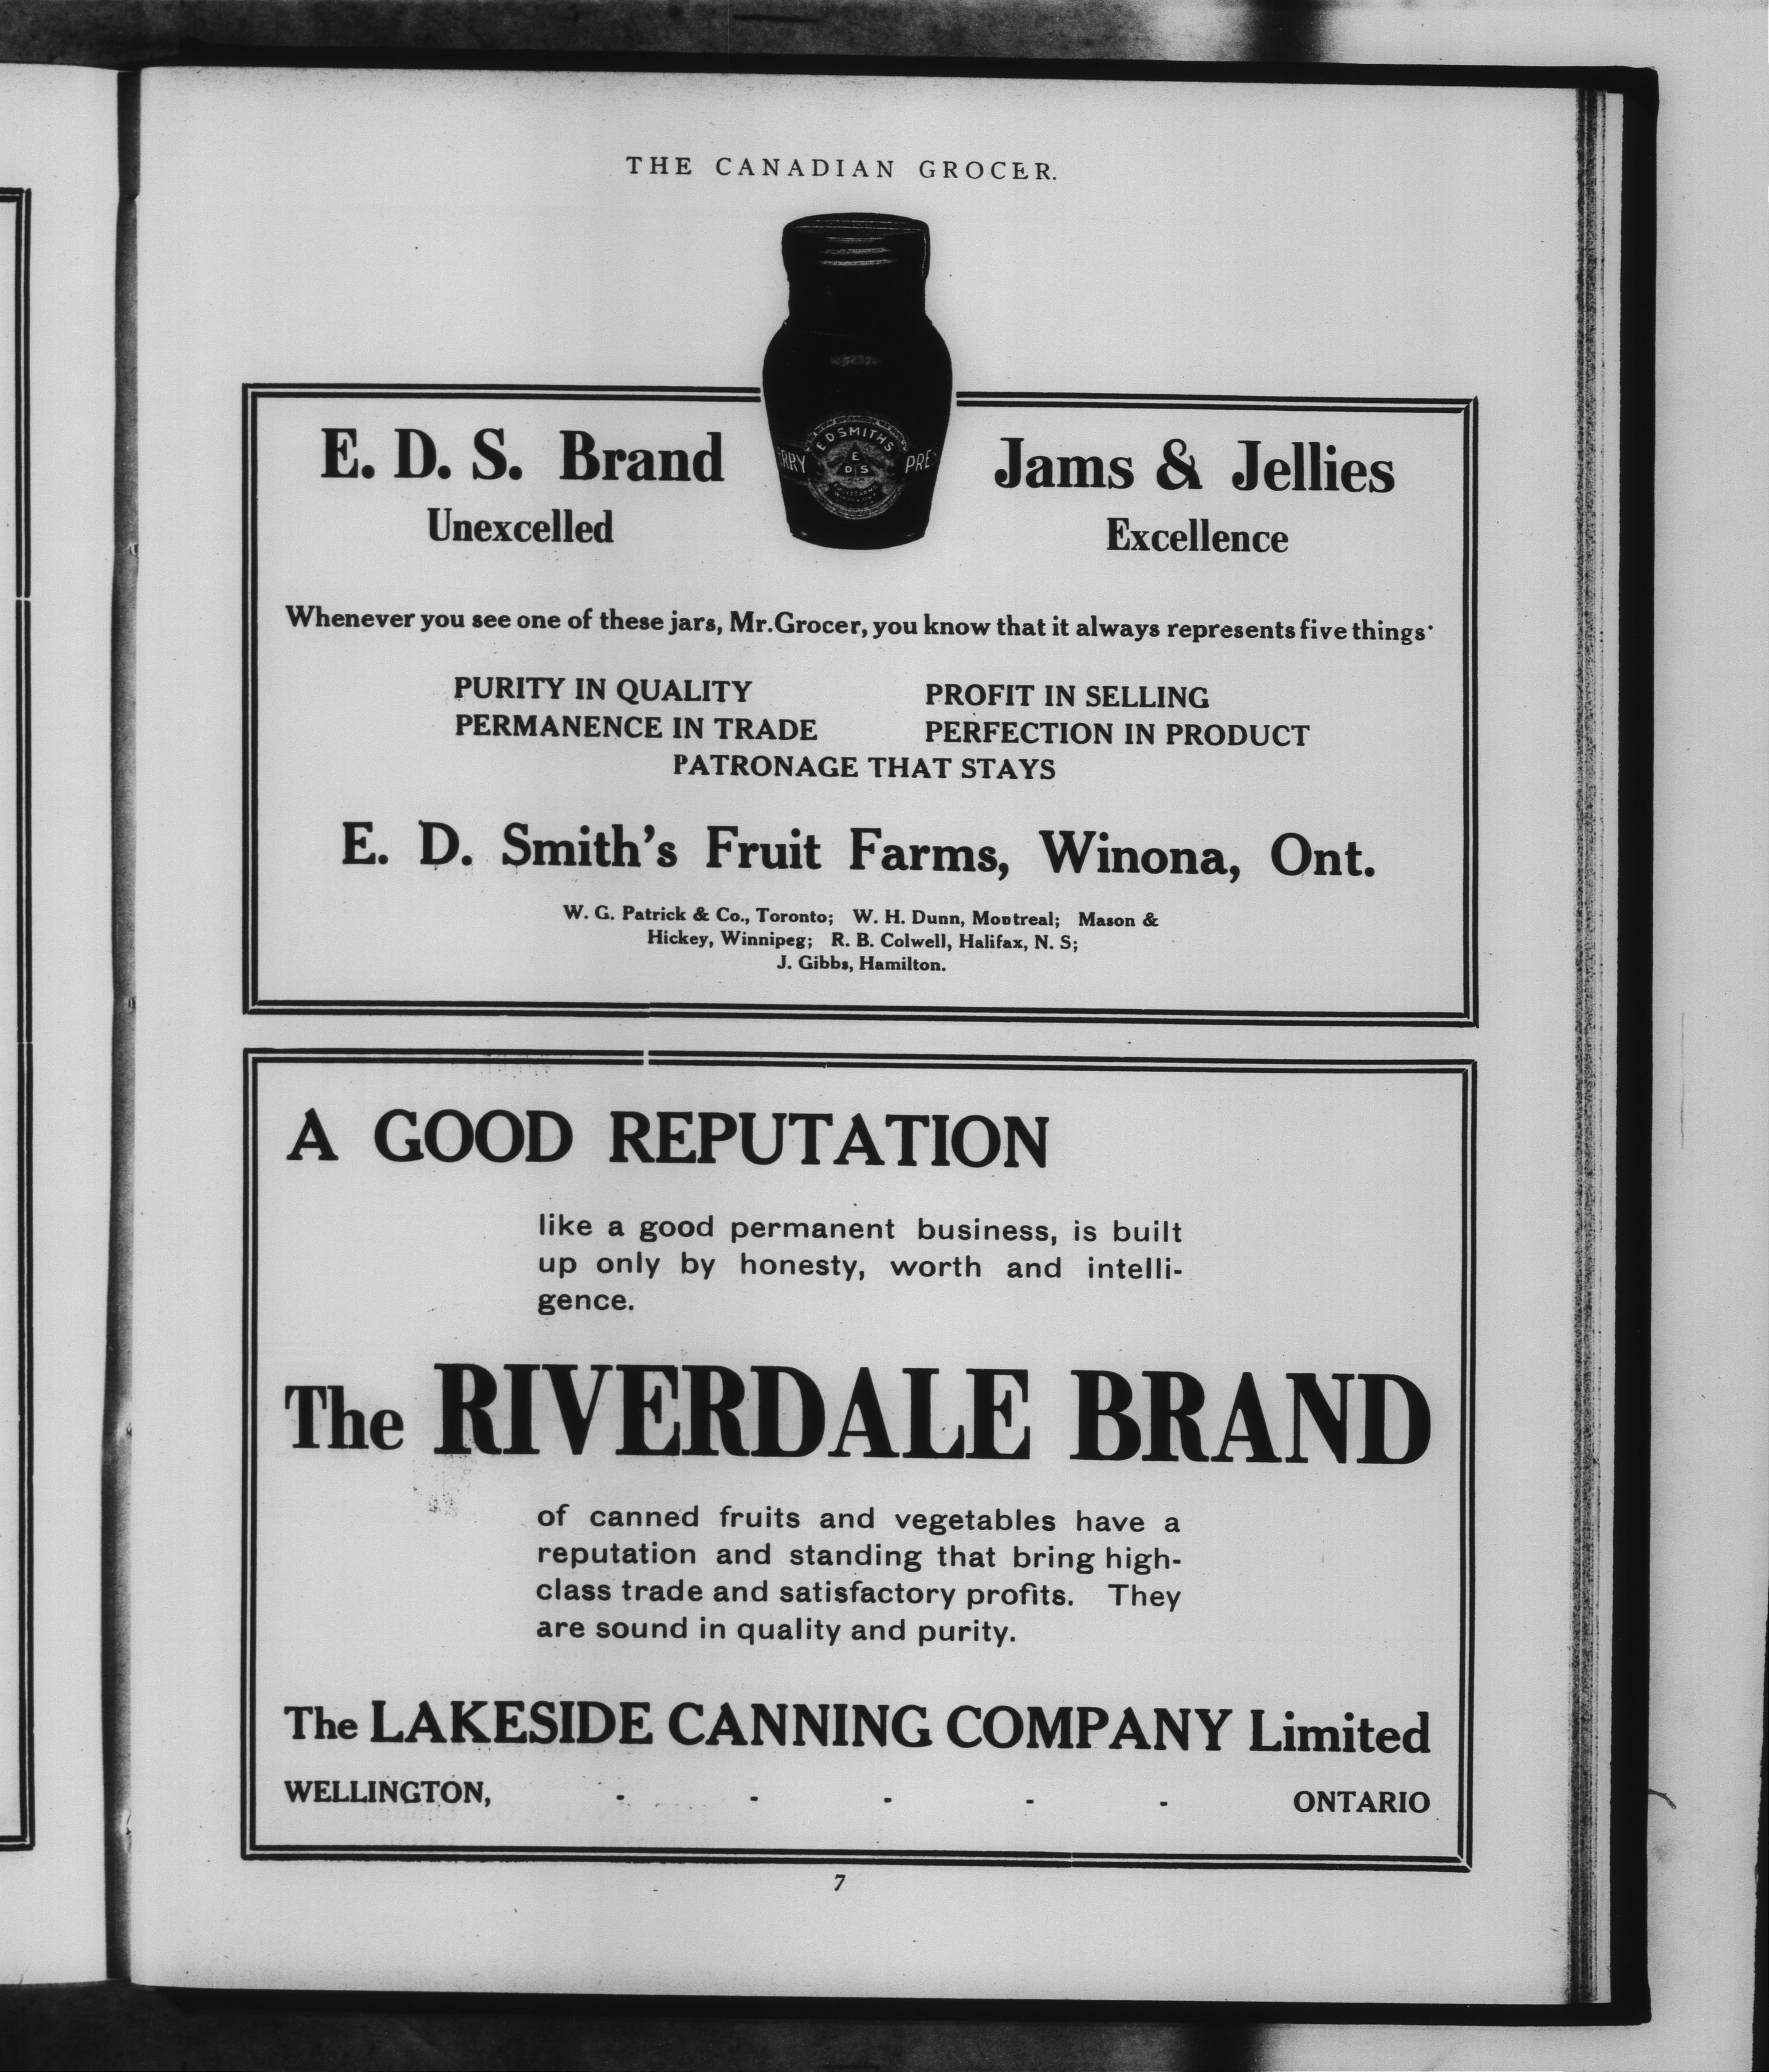 THE CANADIAN GROCER.
E. D. S. Brand
Unexcelled
E D SMITHS
E
D S
RRY
PRE
Jams & Jellies
Excellence
Whenever you see one of these jars, Mr. Grocer, you know that it always represents five things·
PURITY IN QUALITY PROFIT IN SELLING
PERMANENCE IN TRADE PERFECTION IN PRODUCT
PATRONAGE THAT STAYS
E. D. Smith's Fruit Farms, Winona, Ont.
W. G. Patrick & Co., Toronto; W. H. Dunn, Montreal; Mason &
Hickey, Winnipeg; R. B. Colwell, Halifax, N. S;
J. Gibbs, Hamilton.
A GOOD REPUTATION
like a good permanent business, is built
up only by honesty, worth and intelli-
gence.
The RIVERDALE BRAND
of canned fruits and vegetables have a
reputation and standing that bring high-
class trade and satisfactory profits. They
are sound in quality and purity.
The LAKESIDE CANNING COMPANY Limited
WELLINGTON, - - - - - ONTARIO
7